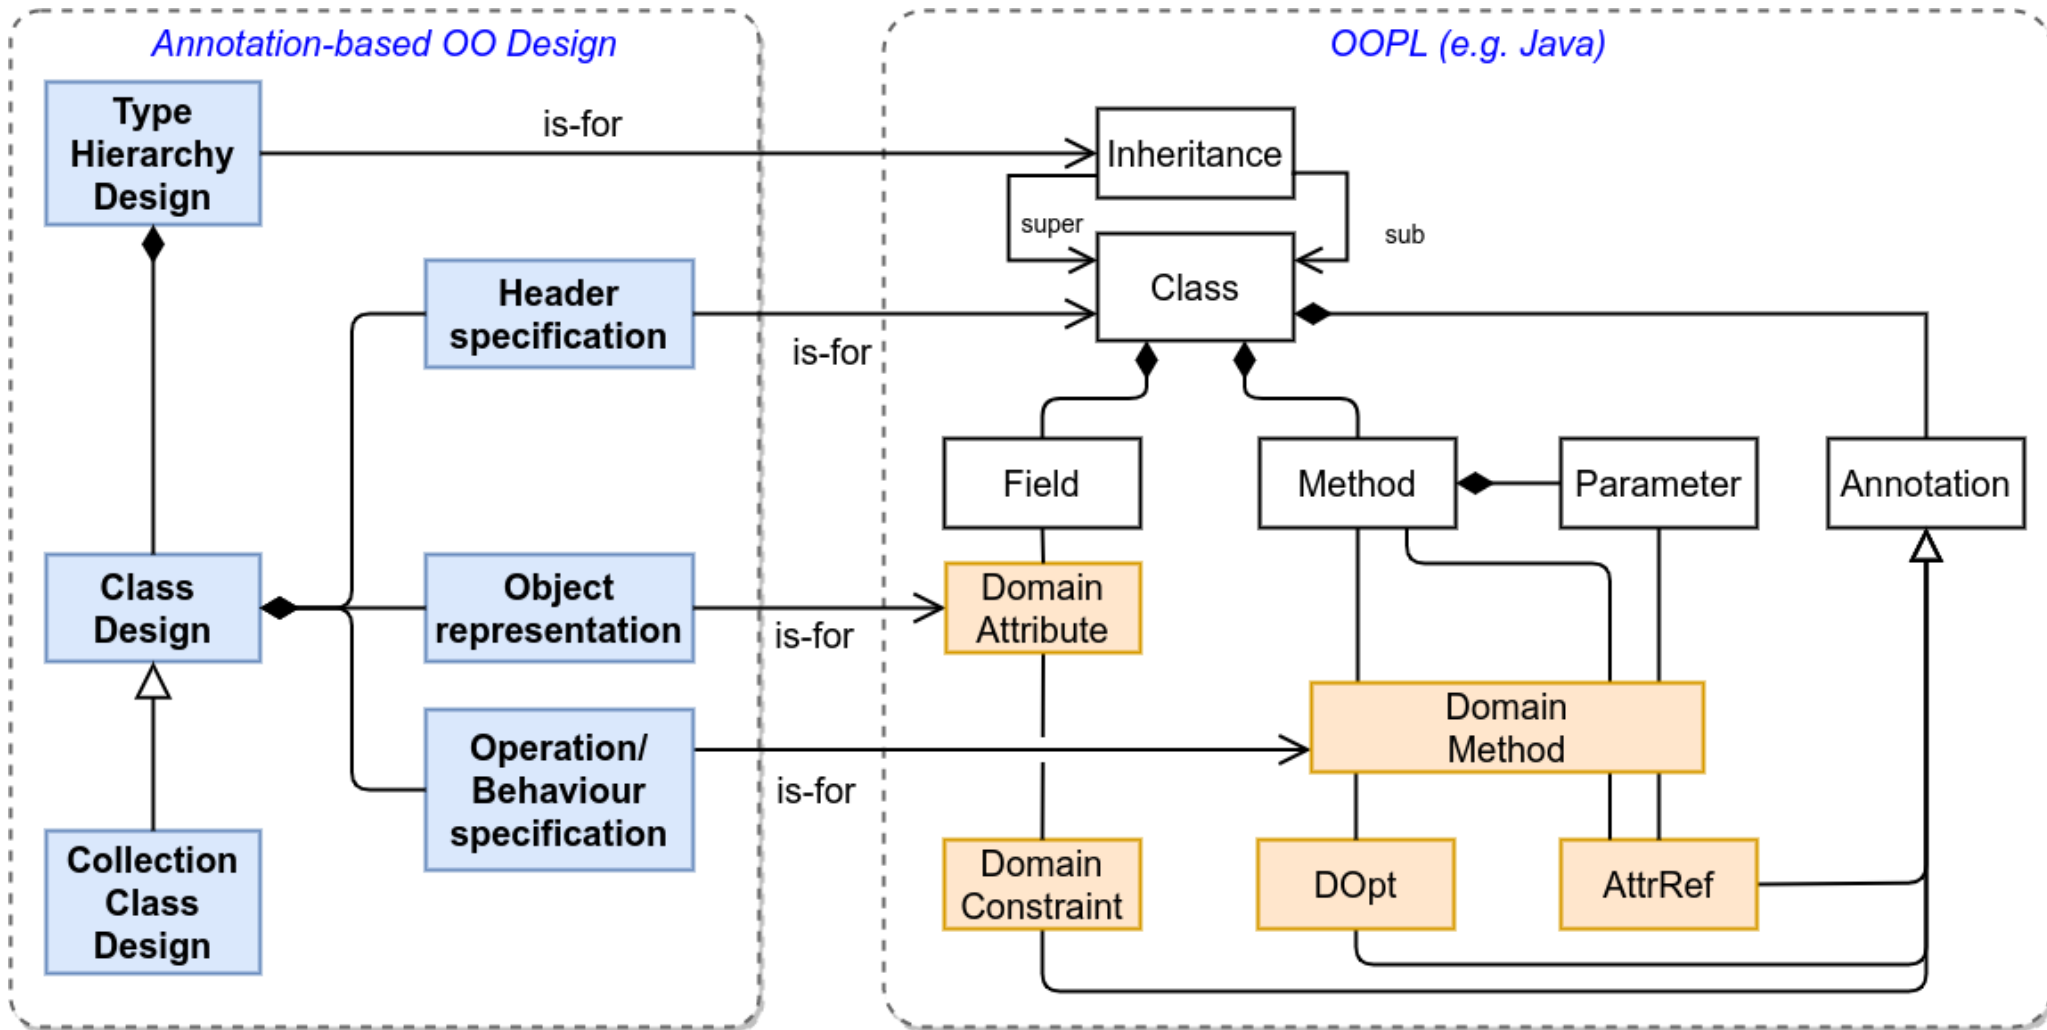 Annotation-based OO Design
OOPL (e.g. Java)
Type
Hierarchy
Design
is-for
Inheritance
super
sub
Header
specification
is-for
Class
Field
Method
Parameter
Annotation
Class
Design
Object
representation
is-for
Domain
Attribute
Operation/
Behaviour
specification
is-for
Domain
Method
Collection
Class
Design
Domain
Constraint
DOpt
AttrRef